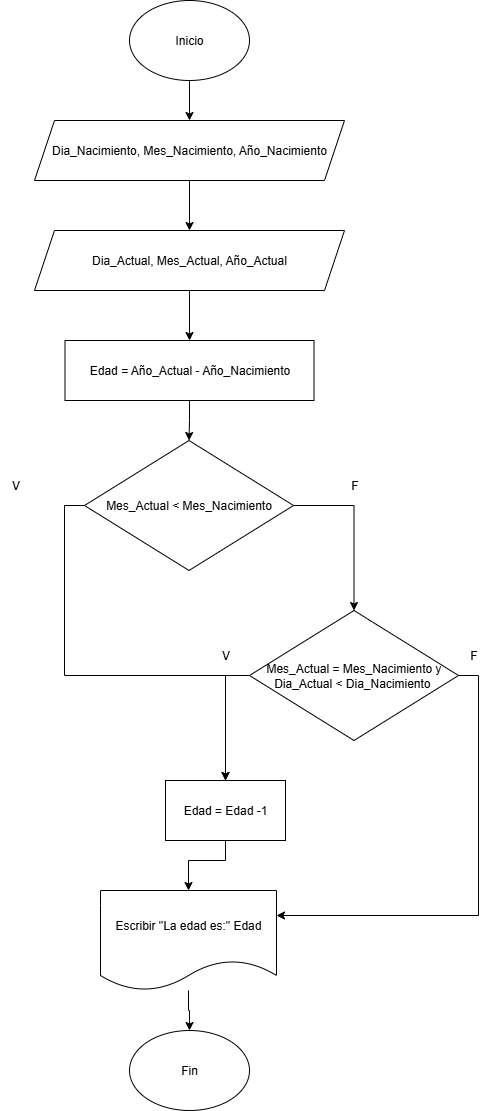 Inicio
Dia_Nacimiento, Mes_Nacimiento, Año_Nacimiento
Dia_Actual, Mes_Actual, Año_Actual
Edad = Año_Actual - Año_Nacimiento
V
F
Mes_Actual < Mes_Nacimiento
V
F
Mes_Actual = Mes_Nacimiento y
Dia_Actual < Dia_Nacimiento
Edad = Edad -1
Escribir "La edad es:" Edad
Fin